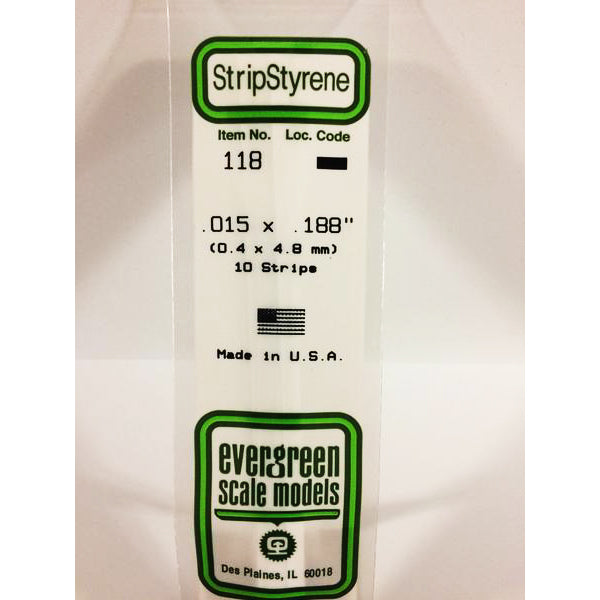 StripStyrene
Item No. Loc. Code
118
.015 x .188"
(0.4 x 4.8 mm)
10 Strips
Made in U.S.A.
evergreen
scale models
Des Plaines, IL 60018